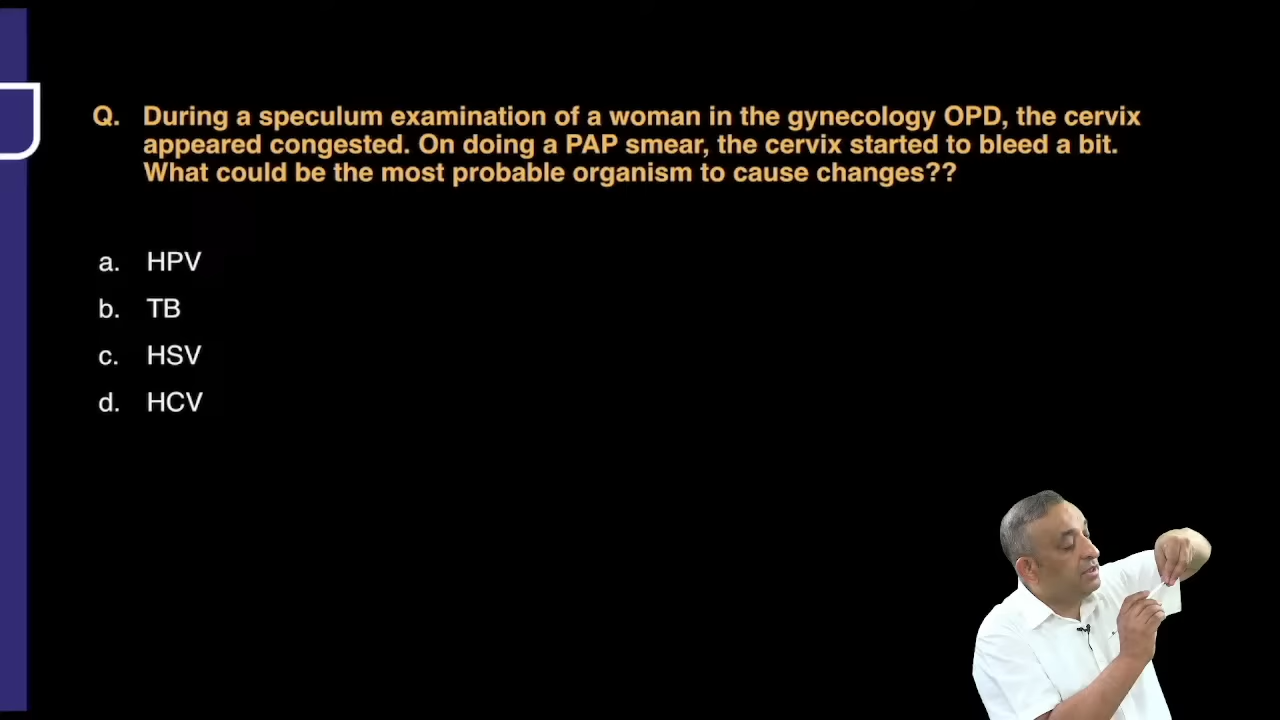 Q. During a speculum examination of a woman in the gynecology OPD, the cervix
appeared congested. On doing a PAP smear, the cervix started to bleed a bit.
What could be the most probable organism to cause changes??
a. HPV
b. TB
c. HSV
d. HCV